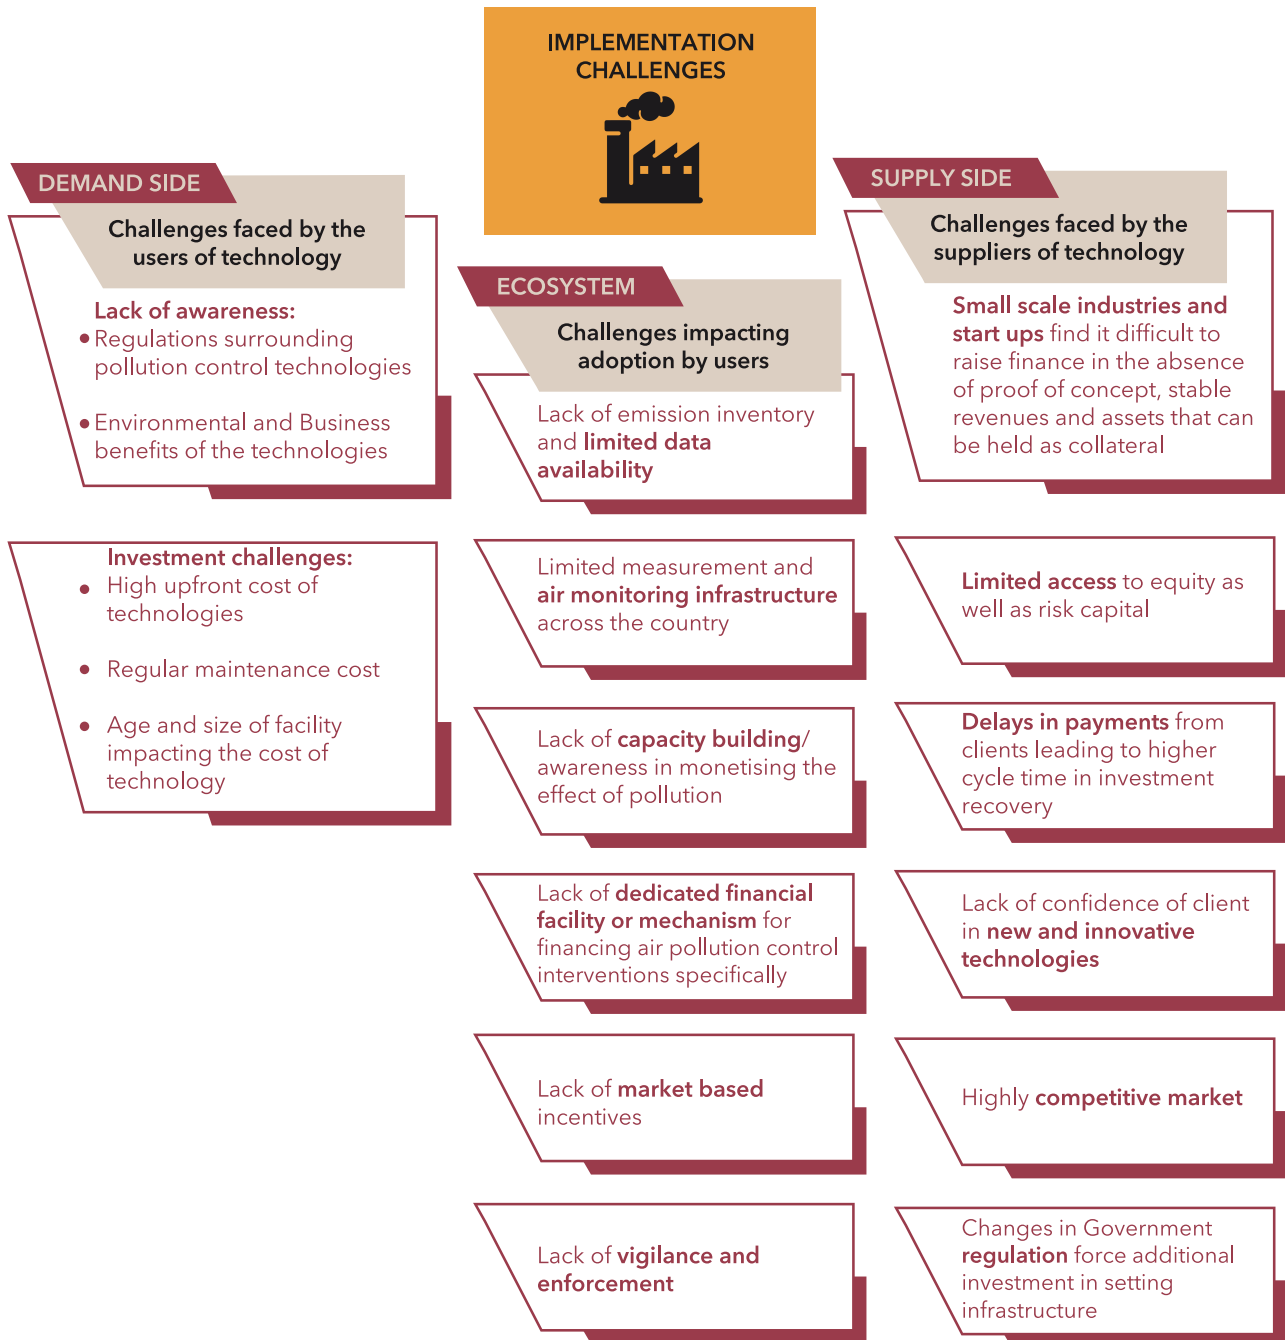 IMPLEMENTATION
CHALLENGES
DEMAND SIDE
Challenges faced by the
users of technology
Lack of awareness:
• Regulations surrounding
pollution control technologies
• Environmental and Business
benefits of the technologies
Investment challenges:
• High upfront cost of
technologies
• Regular maintenance cost
• Age and size of facility
impacting the cost of
technology
ECOSYSTEM
Challenges impacting
adoption by users
Lack of emission inventory
and limited data
availability
Limited measurement and
air monitoring infrastructure
across the country
Lack of capacity building/
awareness in monetising the
effect of pollution
Lack of dedicated financial
facility or mechanism for
financing air pollution control
interventions specifically
Lack of market based
incentives
Lack of vigilance and
enforcement
SUPPLY SIDE
Challenges faced by the
suppliers of technology
Small scale industries and
start ups find it difficult to
raise finance in the absence
of proof of concept, stable
revenues and assets that can
be held as collateral
Limited access to equity as
well as risk capital
Delays in payments from
clients leading to higher
cycle time in investment
recovery
Lack of confidence of client
in new and innovative
technologies
Highly competitive market
Changes in Government
regulation force additional
investment in setting
infrastructure